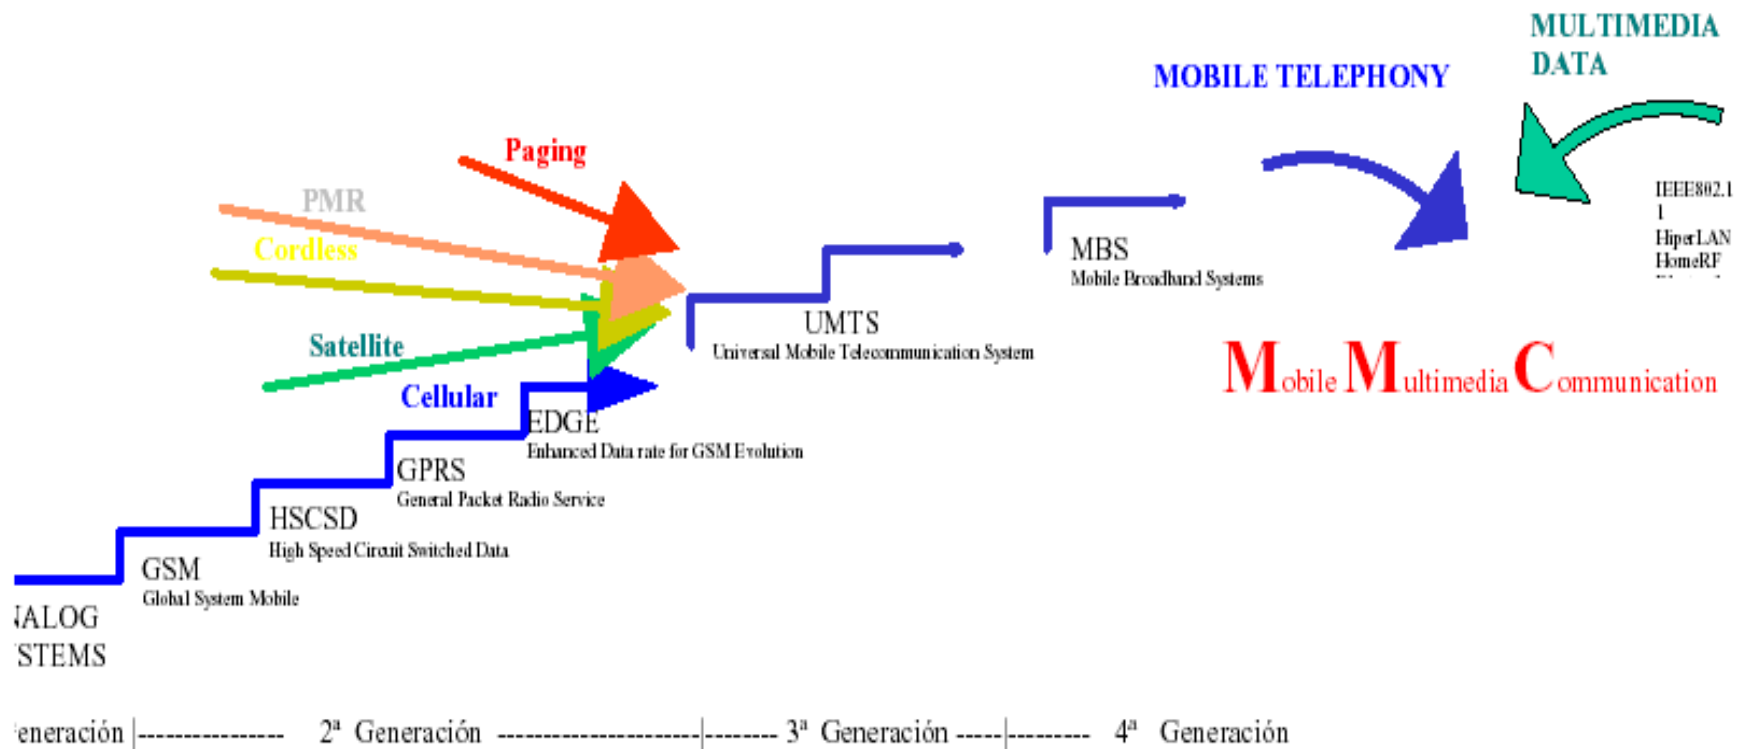 MULTIMEDIA
DATA
MOBILE TELEPHONY
Paging
PMR
IEEE802.1
1
HiperLAN
HomeRF
Cordless
MBS
Mobile Broadband Systems
UMTS
Universal Mobile Telecommunication System
Satellite
Mobile Multimedia Communication
Cellular
EDGE
Enhanced Data rate for GSM Evolution
GPRS
General Packet Radio Service
HSCSD
High Speed Circuit Switched Data
GSM
Global System Mobile
NALOG
STEMS
eneración |---------------- 2ª Generación ----------------------|-------- 3ª Generación -----|--------- 4ª Generación